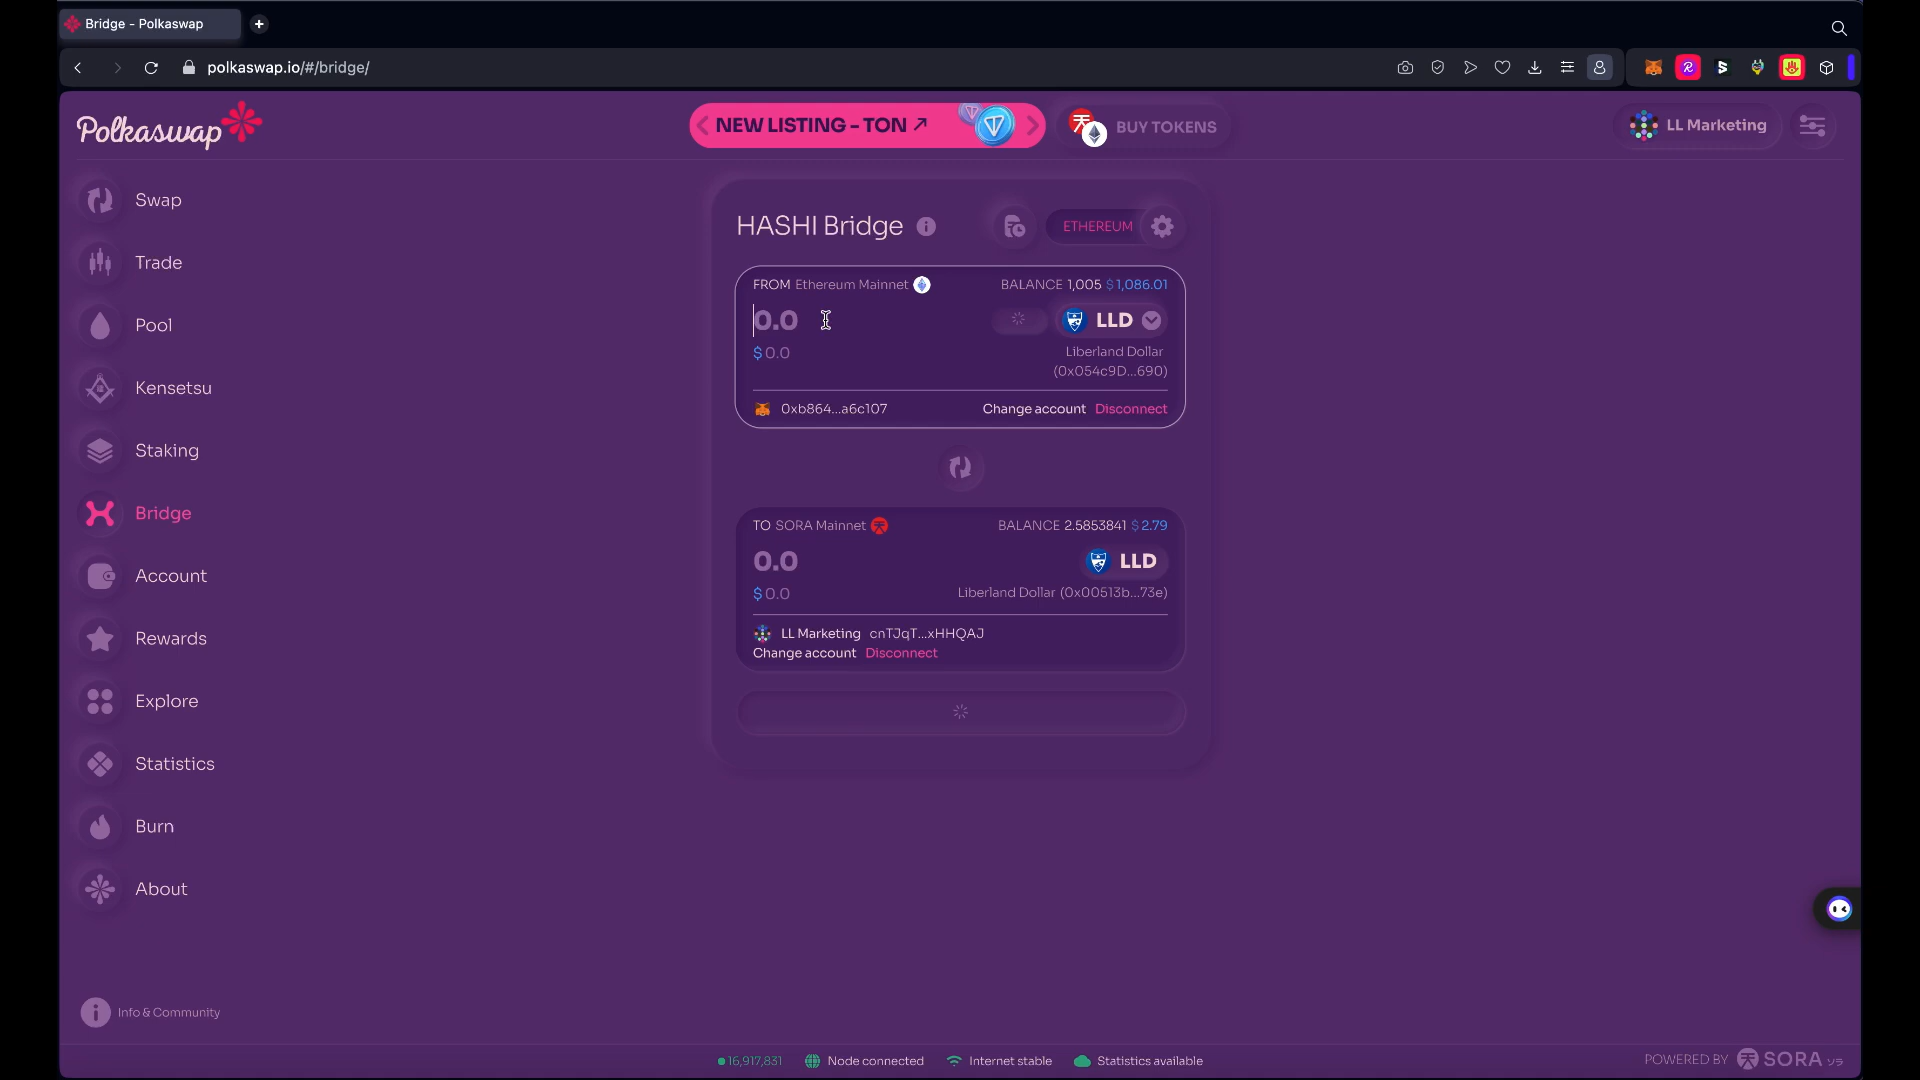 Bridge - Polkaswap
polkaswap.io/#/bridge/
Polkaswap
NEW LISTING - TON ↗
BUY TOKENS
LL Marketing
Swap
Trade
Pool
Kensetsu
Staking
Bridge
Account
Rewards
Explore
Statistics
Burn
About
Info & Community
HASHI Bridge
ETHEREUM
FROM Ethereum Mainnet
BALANCE 1,005 $1,086.01
0.0
LLD
$0.0
Liberland Dollar
(0x054c9D...690)
0xb864...a6c107
Change account Disconnect
TO SORA Mainnet
BALANCE 2.5853841 $2.79
0.0
LLD
$0.0
Liberland Dollar (0x00513b...73e)
LL Marketing cnTJqT...xHHQAJ
Change account Disconnect
16,917,831
Node connected
Internet stable
Statistics available
POWERED BY SORA ソラ